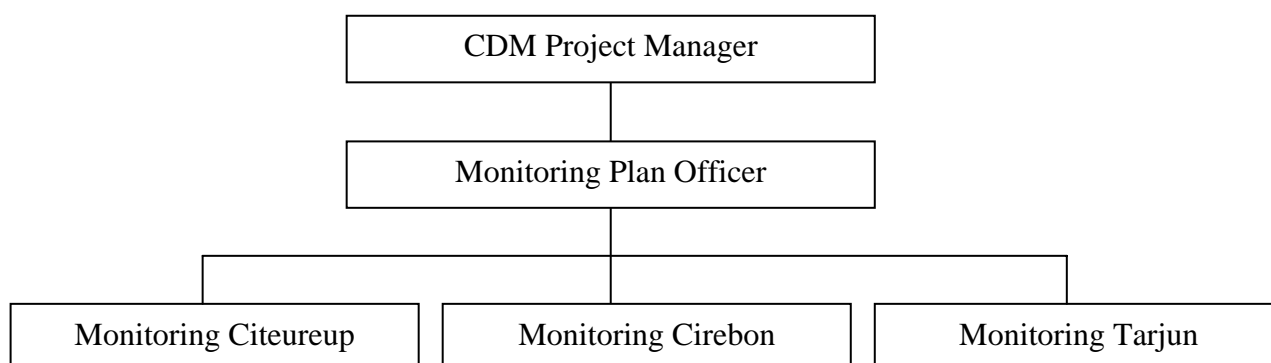 CDM Project Manager
Monitoring Plan Officer
Monitoring Citeureup
Monitoring Cirebon
Monitoring Tarjun